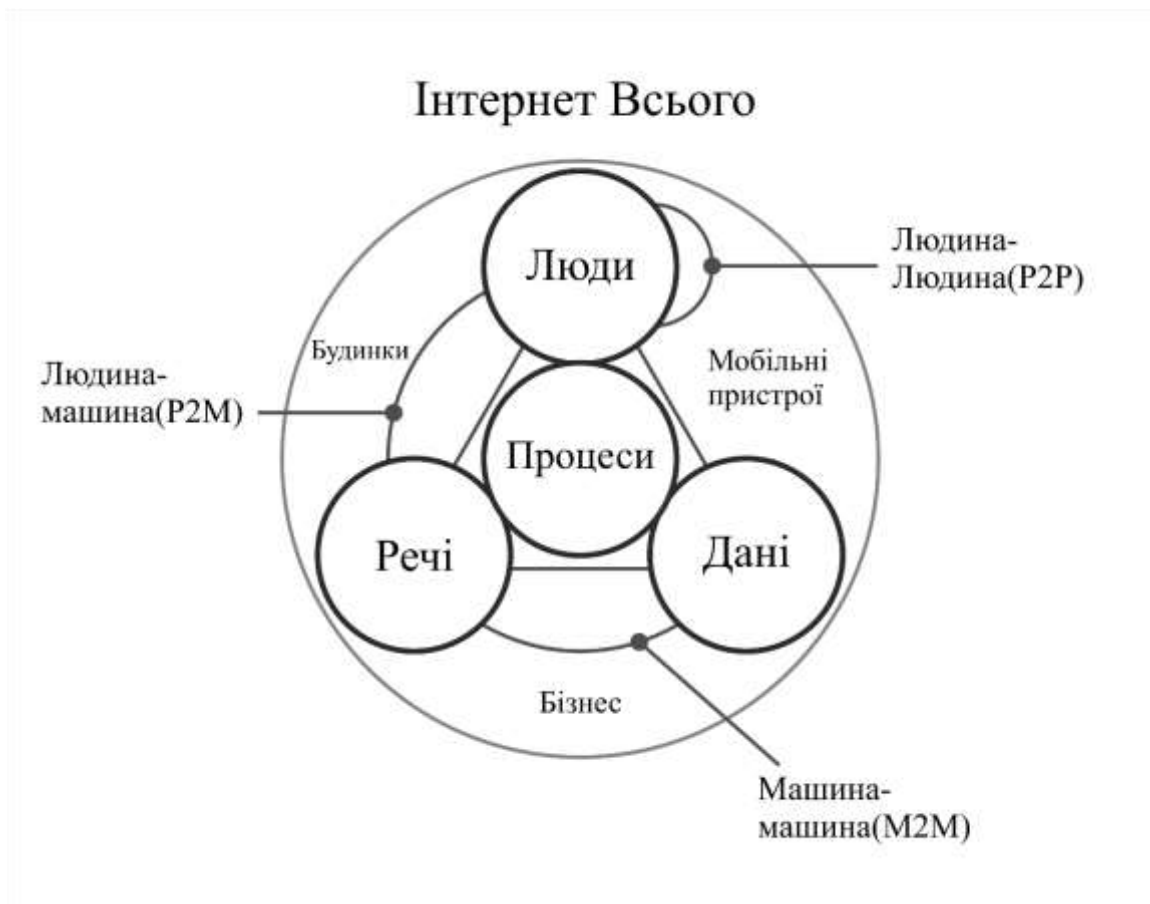 Інтернет Всього
Люди
Людина-
Людина(P2P)
Будинки
Мобільні
пристрої
Людина-
машина(P2M)
Процеси
Речі
Дані
Бізнес
Машина-
машина(M2M)